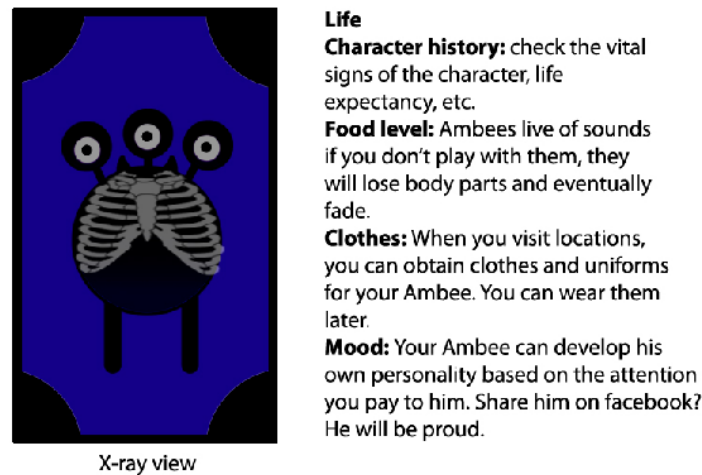 Life
Character history: check the vital
signs of the character, life
expectancy, etc.
Food level: Ambees live of sounds
if you don't play with them, they
will lose body parts and eventually
fade.
Clothes: When you visit locations,
you can obtain clothes and uniforms
for your Ambee. You can wear them
later.
Mood: Your Ambee can develop his
own personality based on the attention
you pay to him. Share him on facebook?
He will be proud.
X-ray view